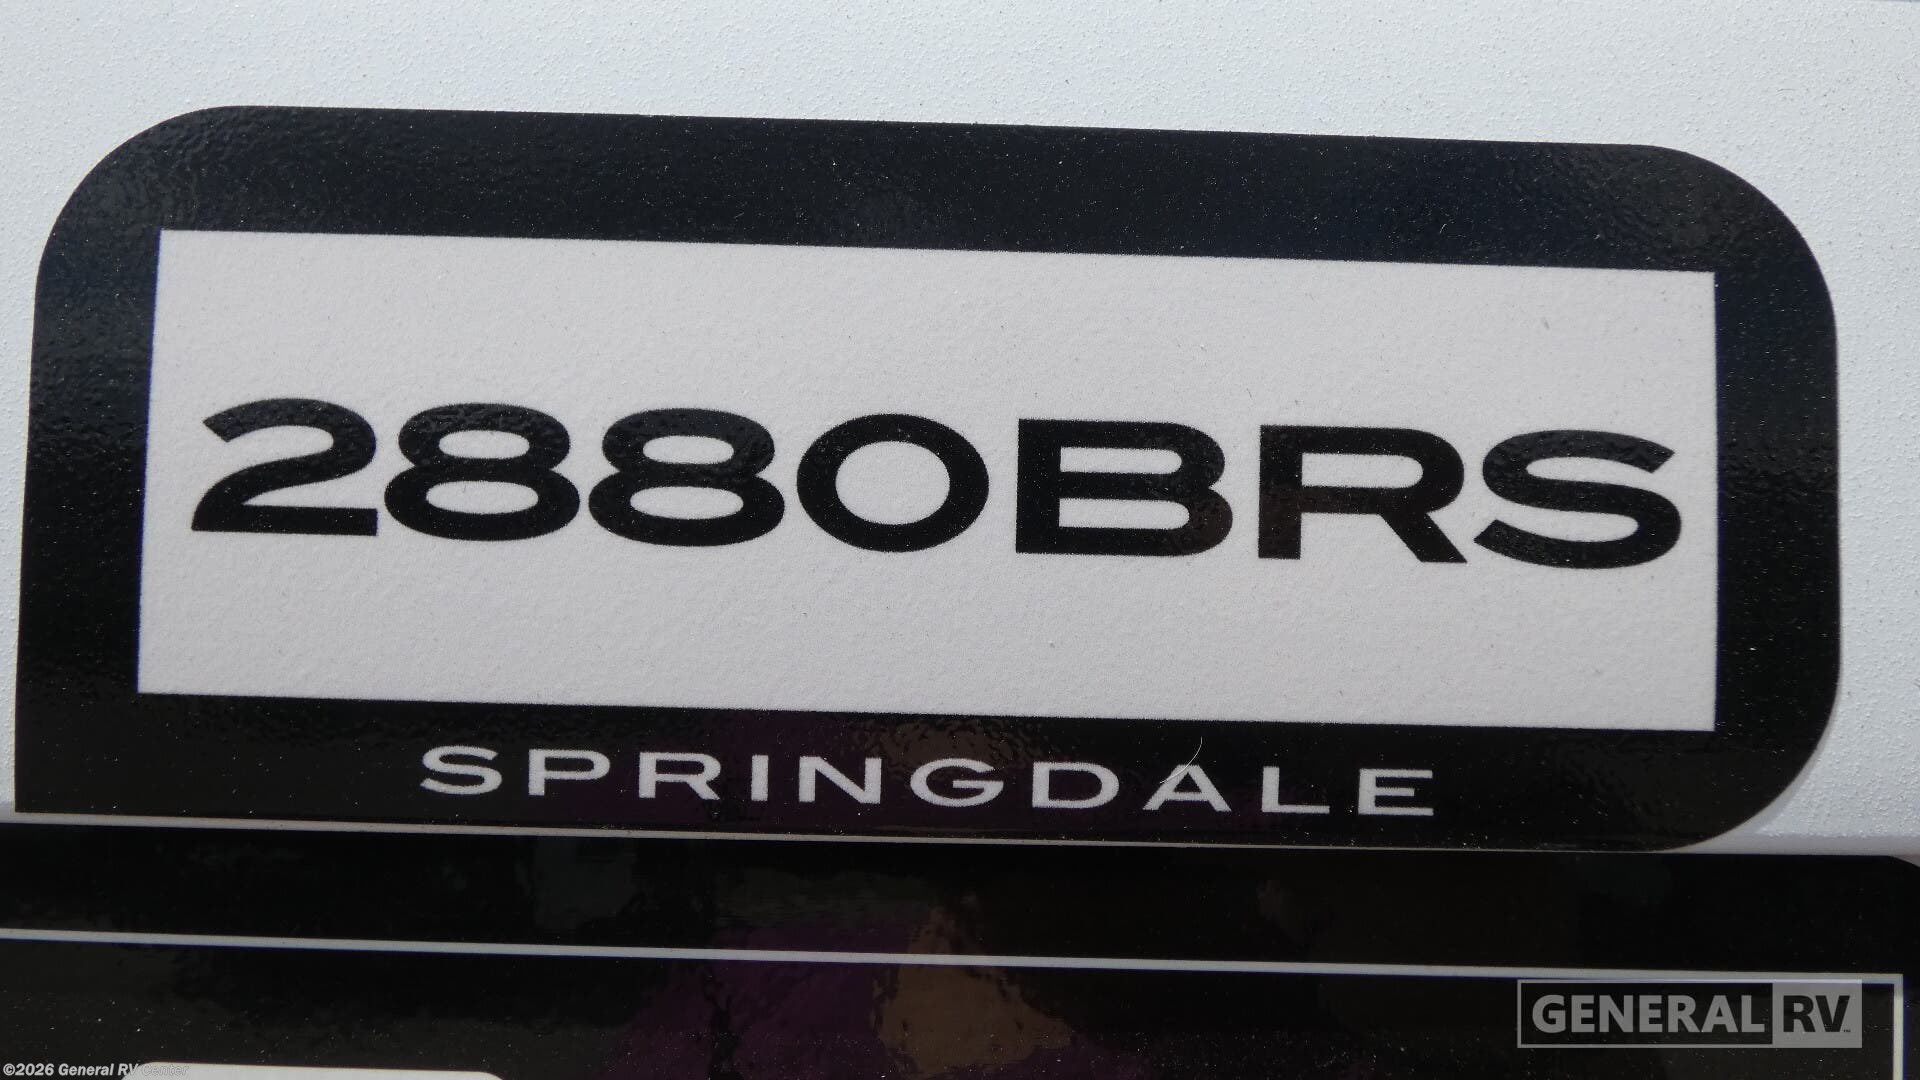 2880BRS
SPRINGDALE
GENERAL RV
©2026 General RV Center